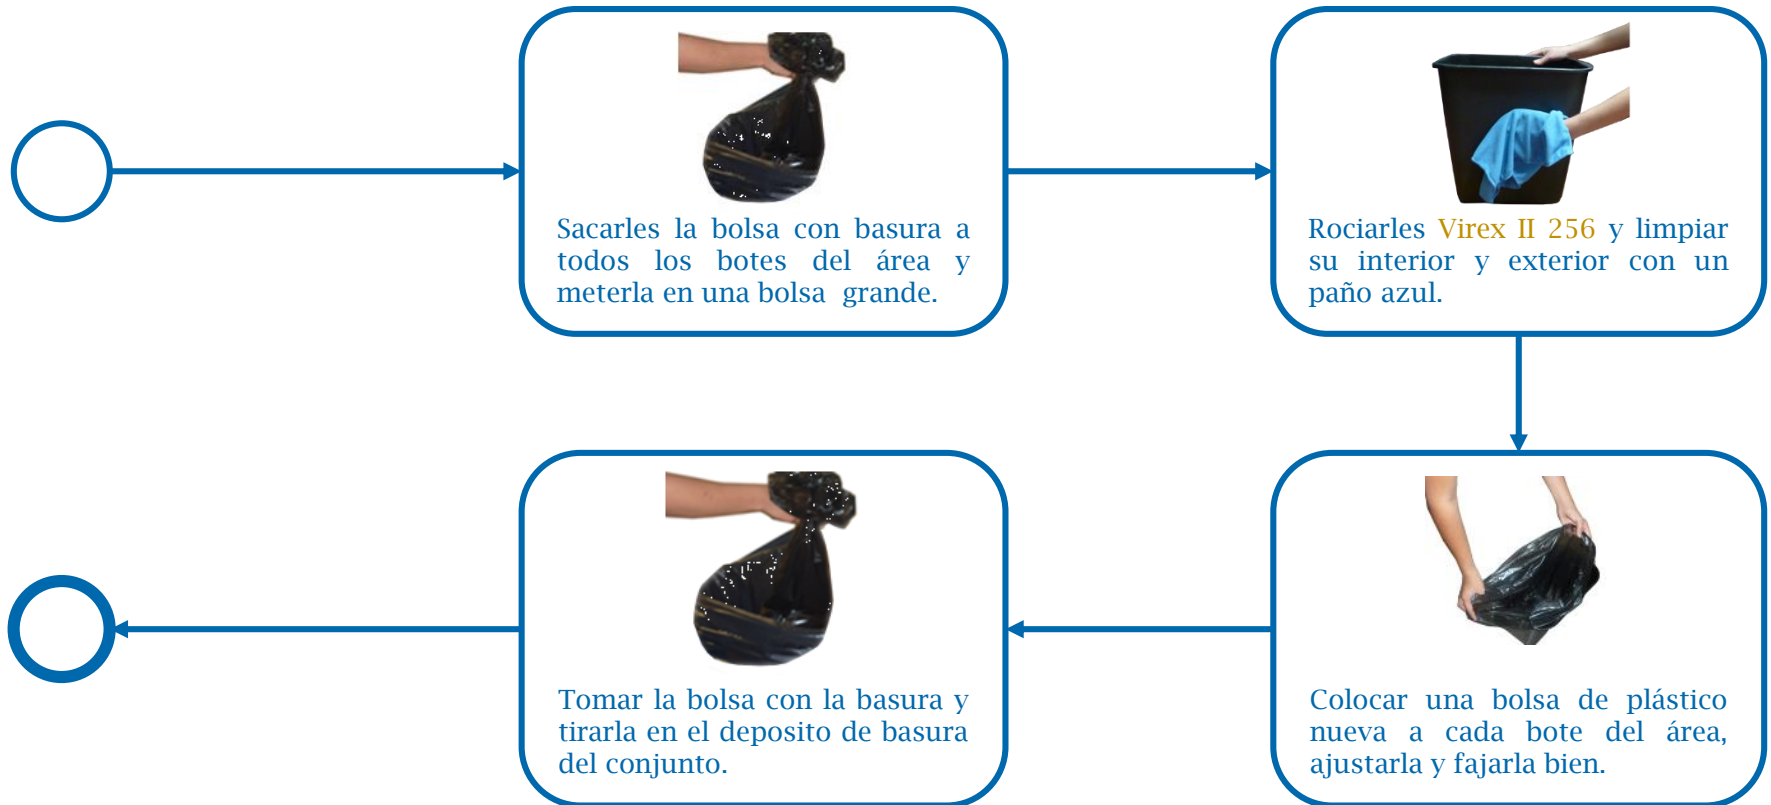 Sacarles la bolsa con basura a
todos los botes del área y
meterla en una bolsa grande.
Rociarles Virex II 256 y limpiar
su interior y exterior con un
paño azul.
Colocar una bolsa de plástico
nueva a cada bote del área,
ajustarla y fajarla bien.
Tomar la bolsa con la basura y
tirarla en el deposito de basura
del conjunto.